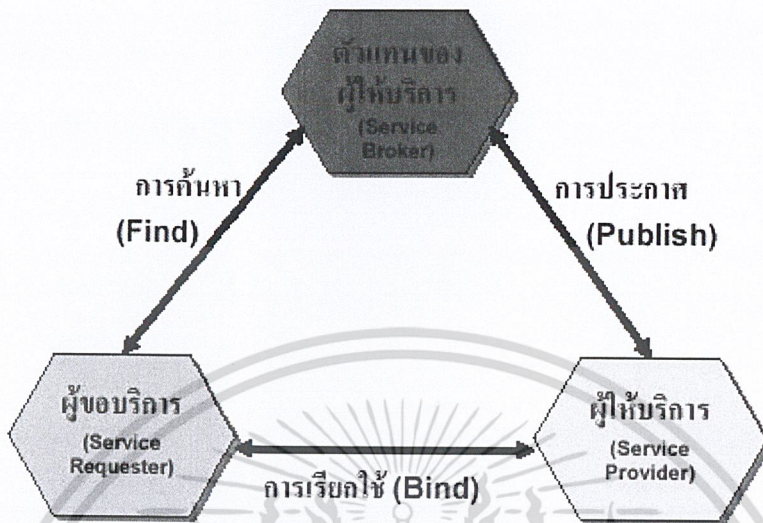 ตัวแทนของ
ผู้ให้บริการ
(Service
Broker)
การค้นหา
(Find)
การประกาศ
(Publish)
ผู้ขอบริการ
(Service
Requester)
ผู้ให้บริการ
(Service
Provider)
การเรียกใช้ (Bind)